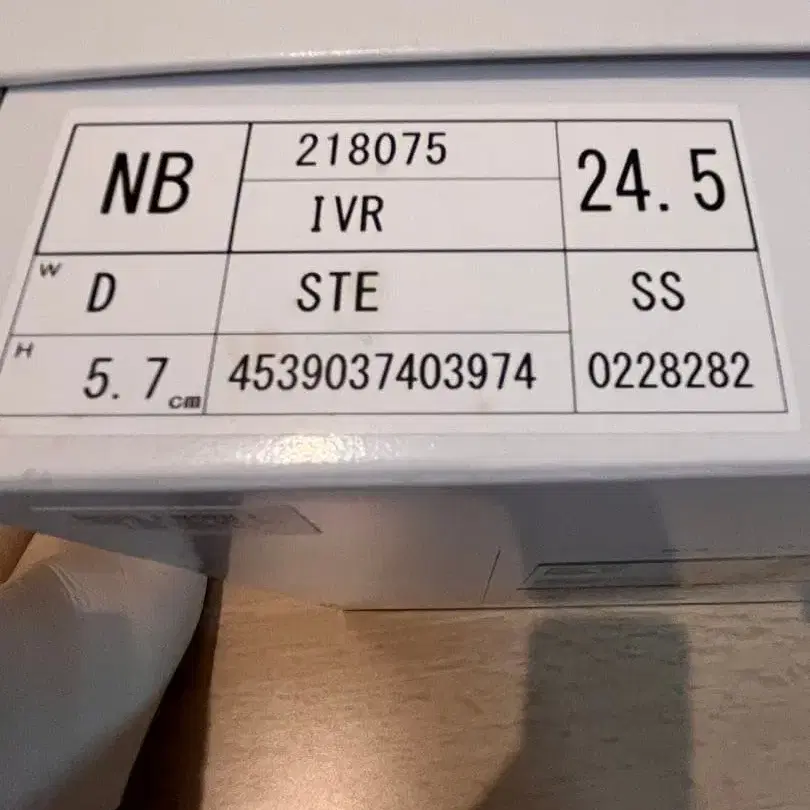 NB 218075 24.5
IVR
W D STE SS
H 5.7cm 4539037403974 0228282